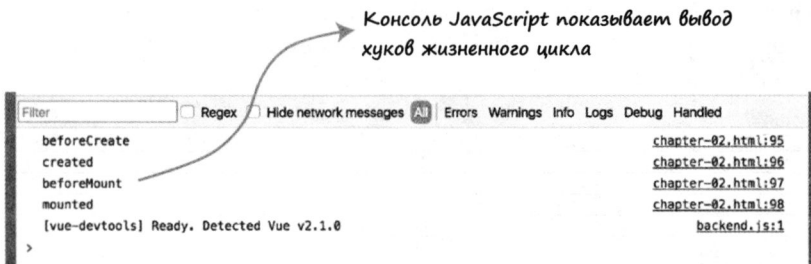 Консоль JavaScript показывает вывод
хуков жизненного цикла
Filter Regex Hide network messages All Errors Warnings Info Logs Debug Handled
beforeCreate chapter-02.html:95
created chapter-02.html:96
beforeMount chapter-02.html:97
mounted chapter-02.html:98
[vue-devtools] Ready. Detected Vue v2.1.0 backend.js:1
>